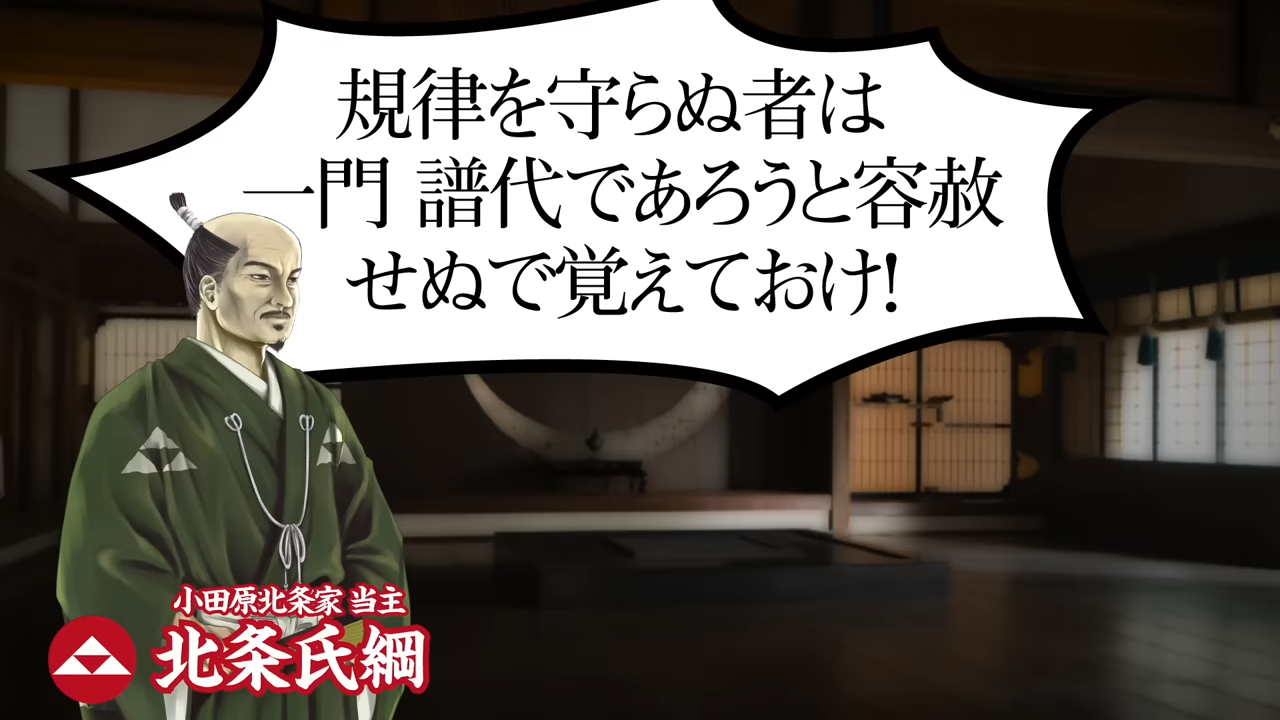 規律を守らぬ者は
一門 譜代であろうと容赦
せぬで覚えておけ!
小田原北条家 当主
北条氏綱